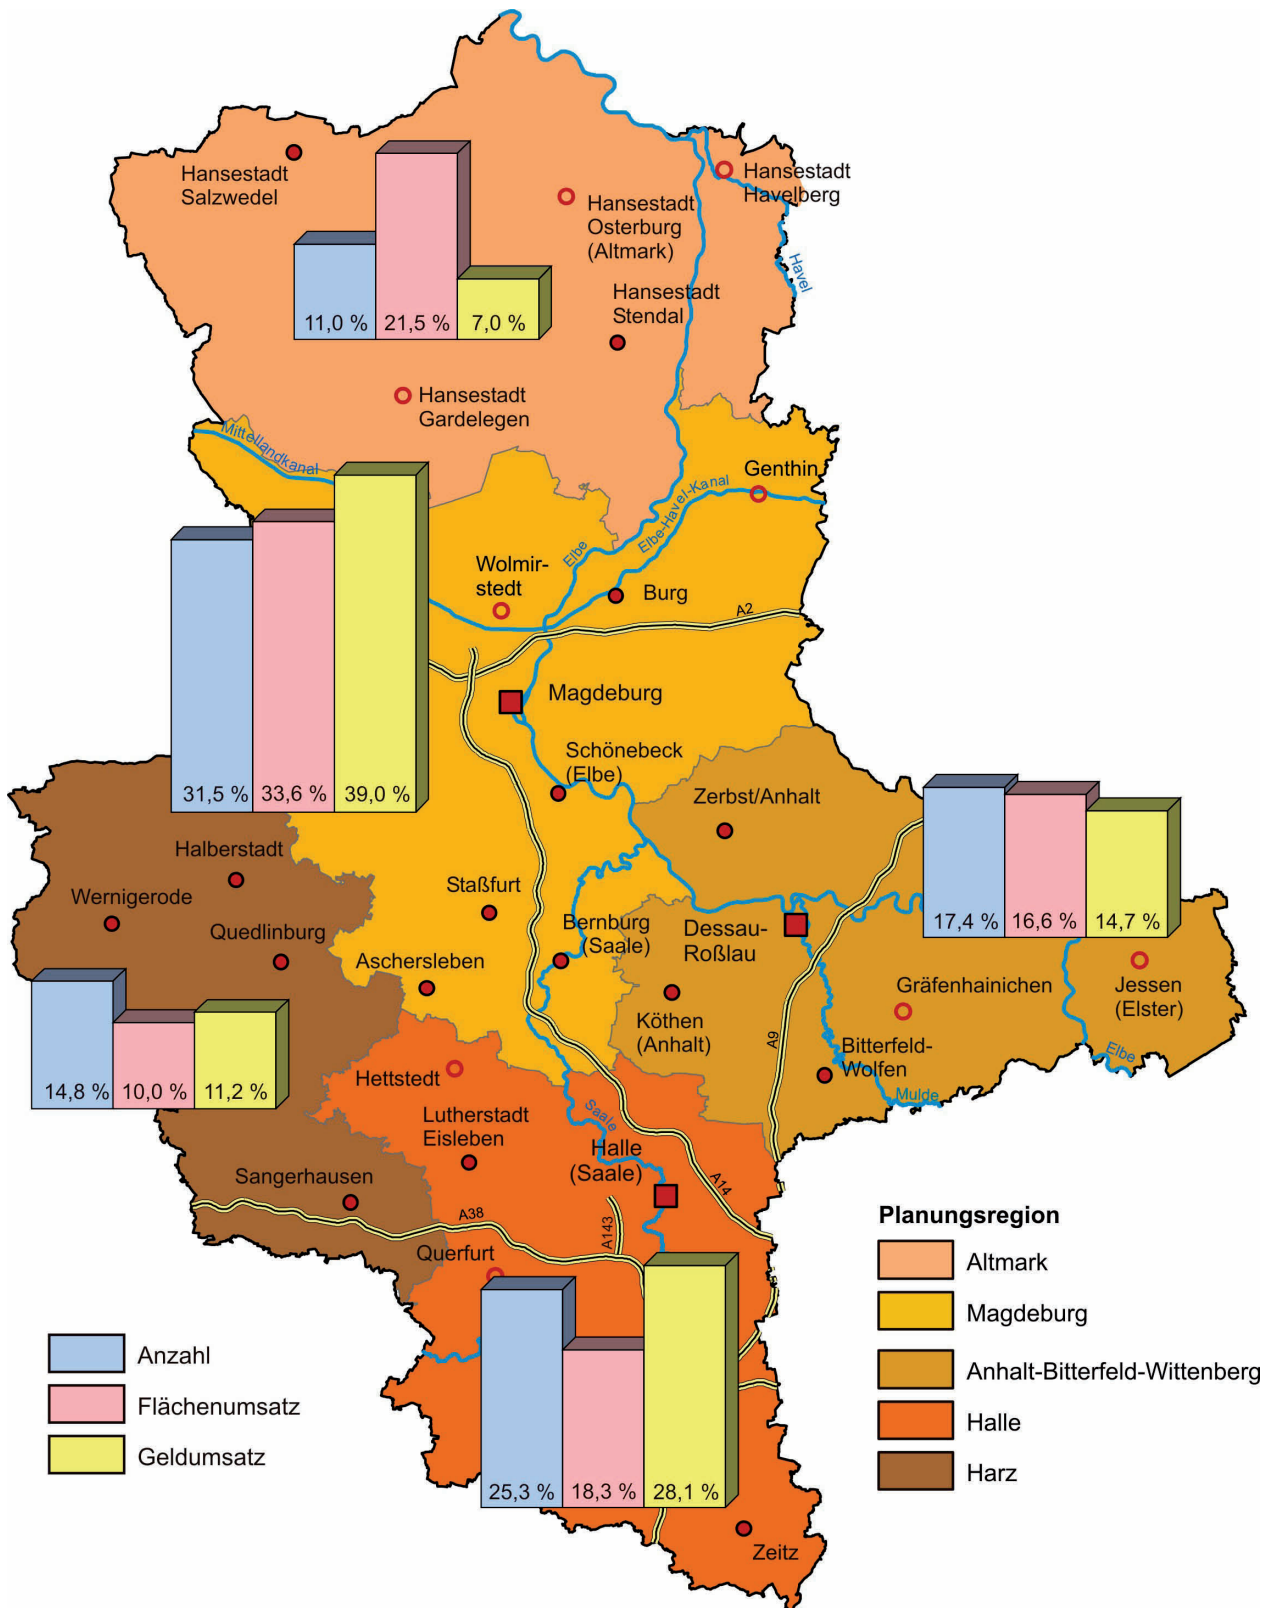 Hansestadt
Salzwedel
Hansestadt
Osterburg
(Altmark)
Hansestadt
Havelberg
Havel
Hansestadt
Stendal
11,0 %
21,5 %
7,0 %
Hansestadt
Gardelegen
Mittellandkanal
Genthin
Elbe-Havel-Kanal
Elbe
Wolmir-
stedt
Burg
A2
Magdeburg
Schönebeck
(Elbe)
31,5 %
33,6 %
39,0 %
Zerbst/Anhalt
Halberstadt
Wernigerode
Quedlinburg
Staßfurt
Aschersleben
Bernburg
(Saale)
Dessau-
Roßlau
17,4 %
16,6 %
14,7 %
Köthen
(Anhalt)
Gräfenhainichen
Jessen
(Elster)
A9
Bitterfeld-
Wolfen
Elbe
Mulde
14,8 %
10,0 %
11,2 %
Hettstedt
Lutherstadt
Eisleben
Saale
Halle
(Saale)
A14
Sangerhausen
A38
A143
Querfurt
25,3 %
18,3 %
28,1 %
Zeitz
Anzahl
Flächenumsatz
Geldumsatz
Planungsregion
Altmark
Magdeburg
Anhalt-Bitterfeld-Wittenberg
Halle
Harz